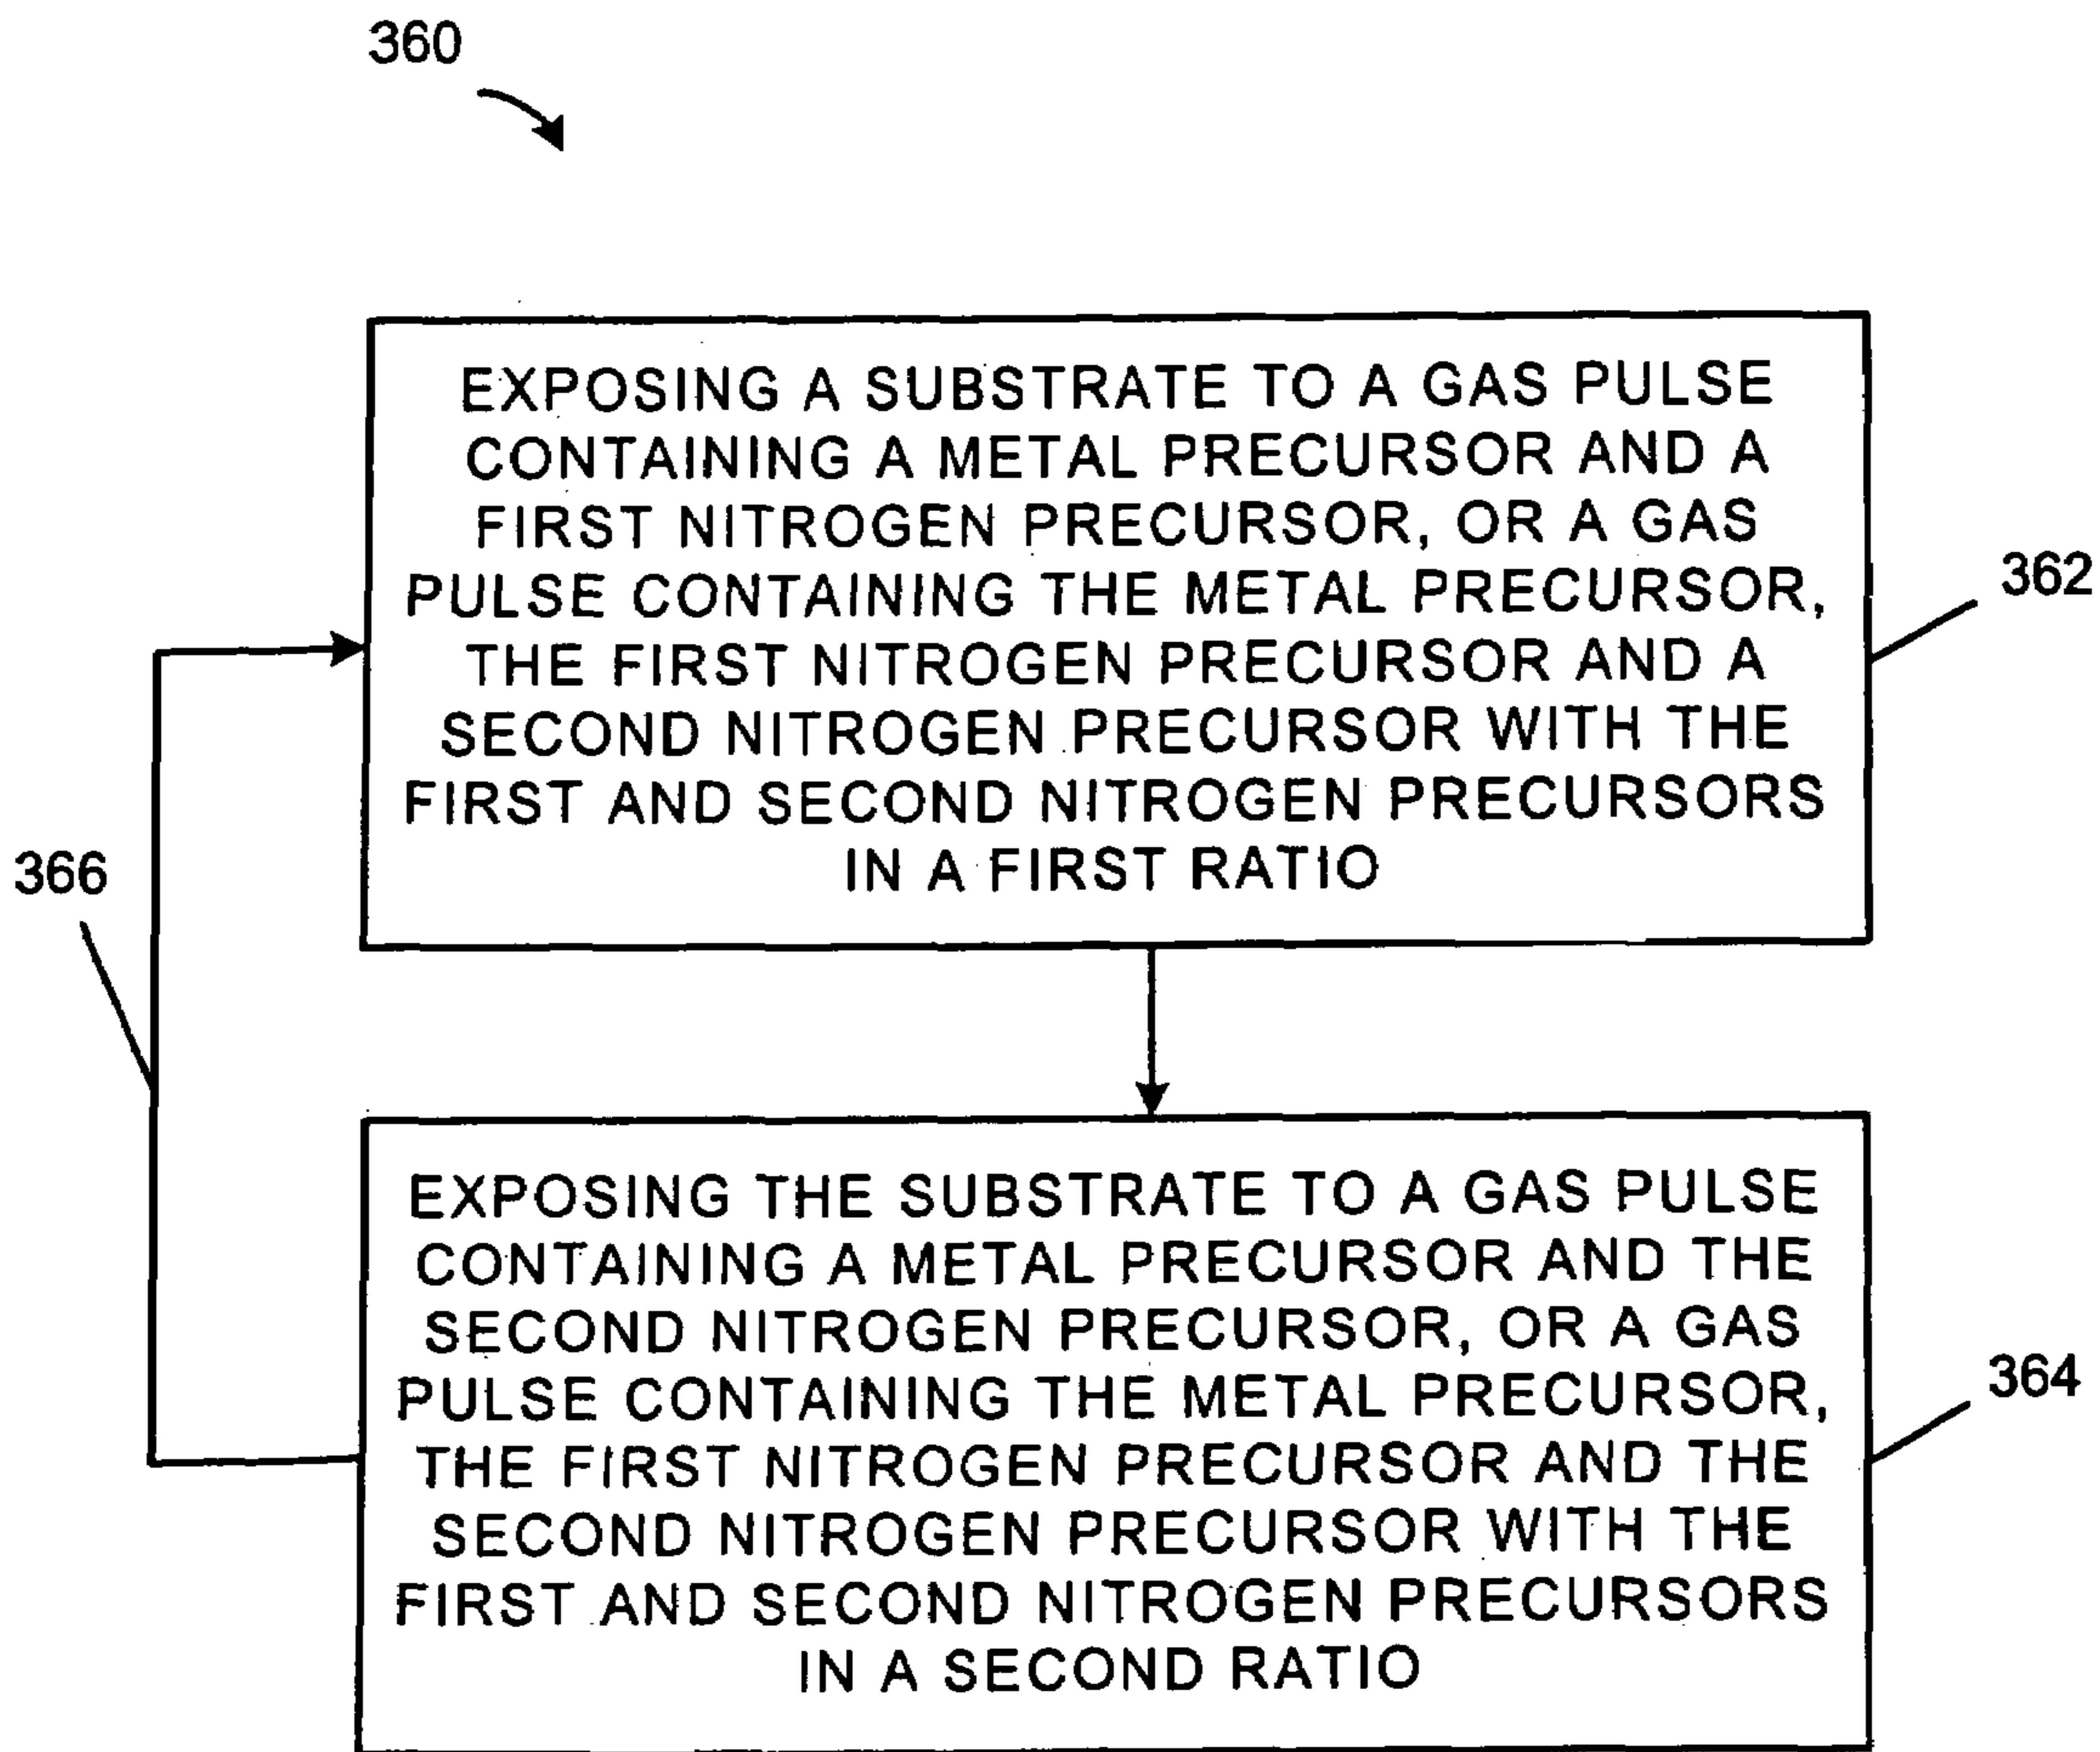 360
EXPOSING A SUBSTRATE TO A GAS PULSE
CONTAINING A METAL PRECURSOR AND A
FIRST NITROGEN PRECURSOR, OR A GAS
PULSE CONTAINING THE METAL PRECURSOR,
THE FIRST NITROGEN PRECURSOR AND A
SECOND NITROGEN PRECURSOR WITH THE
FIRST AND SECOND NITROGEN PRECURSORS
IN A FIRST RATIO
362
366
EXPOSING THE SUBSTRATE TO A GAS PULSE
CONTAINING A METAL PRECURSOR AND THE
SECOND NITROGEN PRECURSOR, OR A GAS
PULSE CONTAINING THE METAL PRECURSOR,
THE FIRST NITROGEN PRECURSOR AND THE
SECOND NITROGEN PRECURSOR WITH THE
FIRST AND SECOND NITROGEN PRECURSORS
IN A SECOND RATIO
364